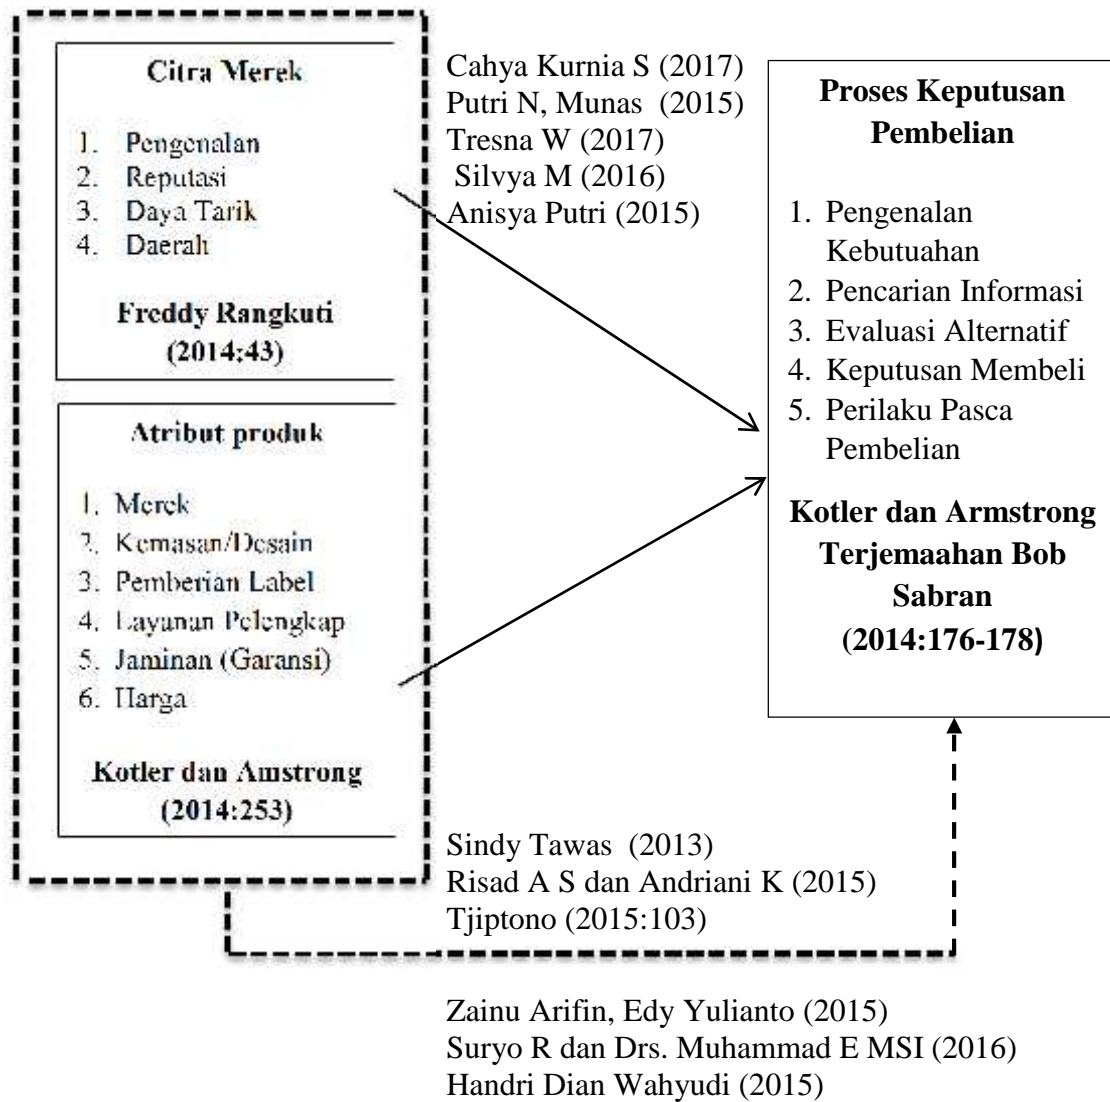 Citra Merek
1. Pengenalan
2. Reputasi
3. Daya Tarik
4. Daerah
Freddy Rangkuti
(2014:43)
Atribut produk
1. Merek
2. Kemasan/Desain
3. Pemberian Label
4. Layanan Pelengkap
5. Jaminan (Garansi)
6. Harga
Kotler dan Amstrong
(2014:253)
Cahya Kurnia S (2017)
Putri N, Munas (2015)
Tresna W (2017)
Silvya M (2016)
Anisya Putri (2015)
Proses Keputusan
Pembelian
1. Pengenalan
Kebutuahan
2. Pencarian Informasi
3. Evaluasi Alternatif
4. Keputusan Membeli
5. Perilaku Pasca
Pembelian
Kotler dan Armstrong
Terjemaahan Bob
Sabran
(2014:176-178)
Sindy Tawas (2013)
Risad A S dan Andriani K (2015)
Tjiptono (2015:103)
Zainu Arifin, Edy Yulianto (2015)
Suryo R dan Drs. Muhammad E MSI (2016)
Handri Dian Wahyudi (2015)